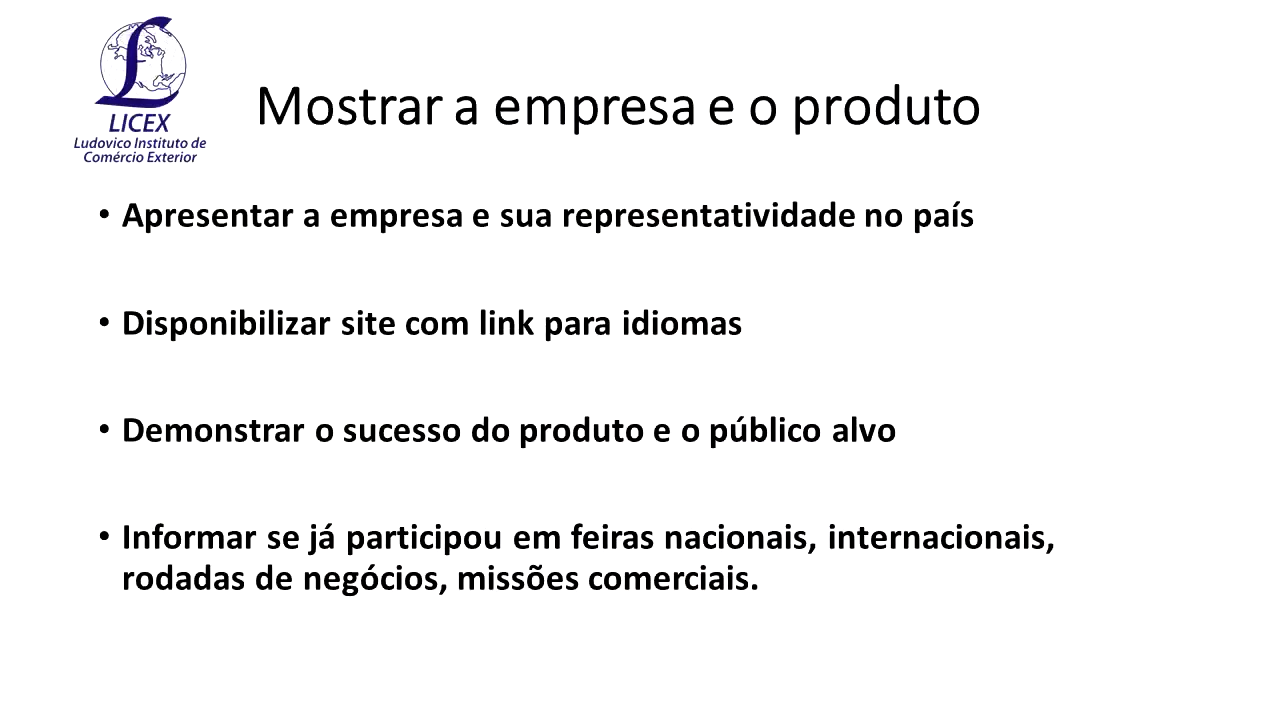 LICEX
Ludovico Instituto de
Comércio Exterior
Mostrar a empresa e o produto
• Apresentar a empresa e sua representatividade no país
• Disponibilizar site com link para idiomas
• Demonstrar o sucesso do produto e o público alvo
• Informar se já participou em feiras nacionais, internacionais,
rodadas de negócios, missões comerciais.